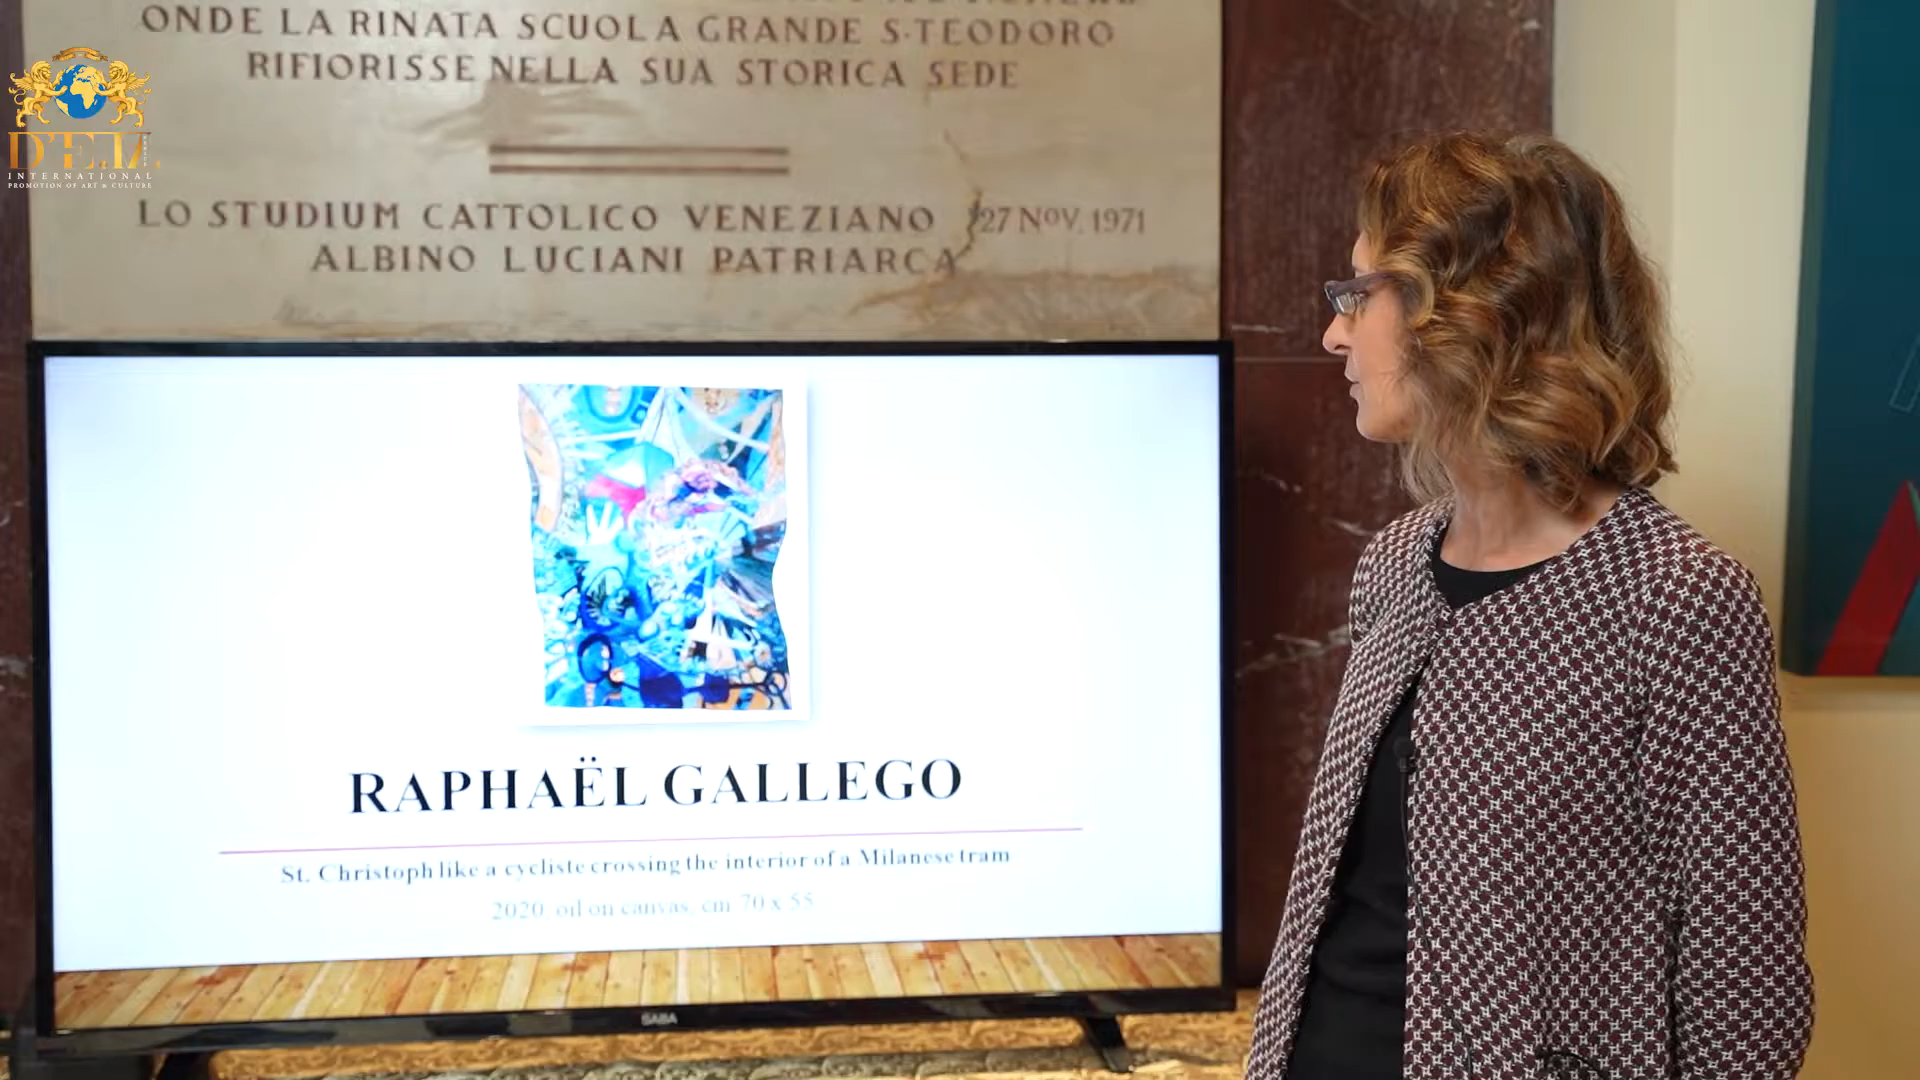 ONDE LA RINATA SCUOLA GRANDE S·TEODORO
RIFIORISSE NELLA SUA STORICA SEDE
LO STUDIUM CATTOLICO VENEZIANO 27 NOV. 1971
ALBINO LUCIANI PATRIARCA
D'E.M.
INTERNATIONAL
PROMOTION OF ART & CULTURE
RAPHAËL GALLEGO
St. Christoph like a cycliste crossing the interior of a Milanese tram
2020, oil on canvas, cm 70 x 55
SABA